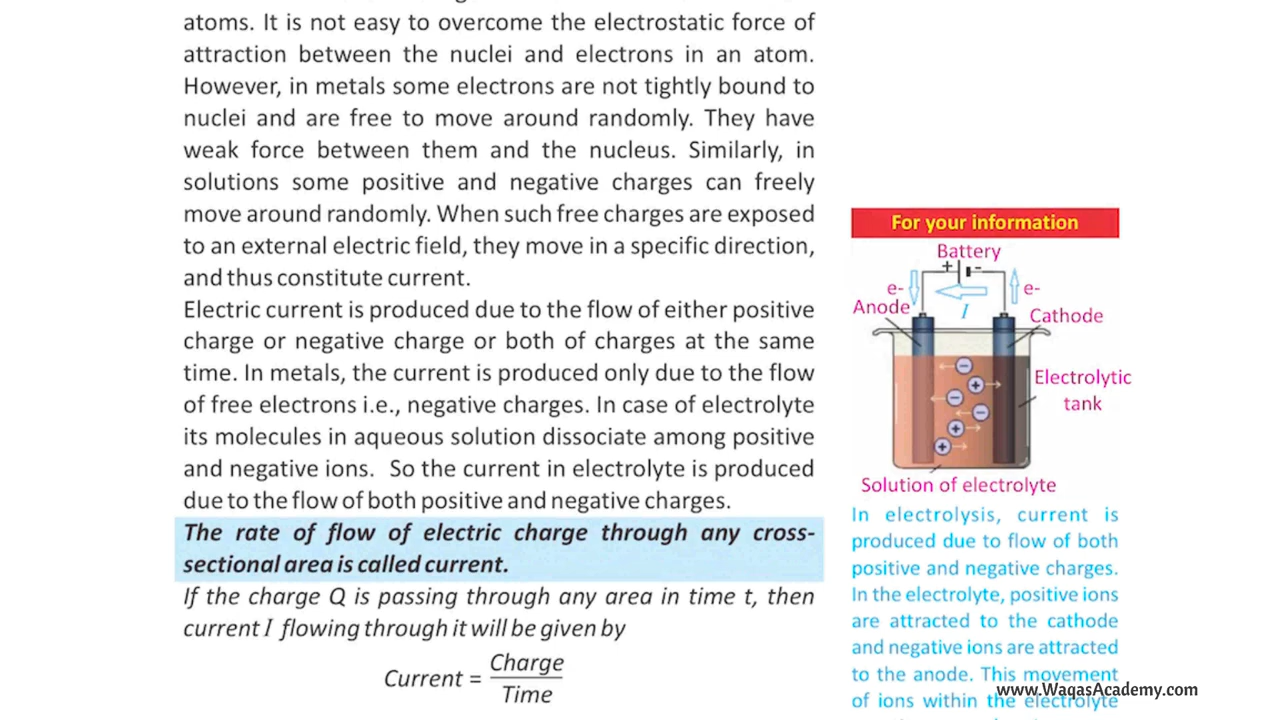 atoms. It is not easy to overcome the electrostatic force of
attraction between the nuclei and electrons in an atom.
However, in metals some electrons are not tightly bound to
nuclei and are free to move around randomly. They have
weak force between them and the nucleus. Similarly, in
solutions some positive and negative charges can freely
move around randomly. When such free charges are exposed
to an external electric field, they move in a specific direction,
and thus constitute current.
Electric current is produced due to the flow of either positive
charge or negative charge or both of charges at the same
time. In metals, the current is produced only due to the flow
of free electrons i.e., negative charges. In case of electrolyte
its molecules in aqueous solution dissociate among positive
and negative ions. So the current in electrolyte is produced
due to the flow of both positive and negative charges.
The rate of flow of electric charge through any cross-
sectional area is called current.
If the charge Q is passing through any area in time t, then
current I flowing through it will be given by
Current = Charge
Time
For your information
Battery
+ -
e- e-
I
Anode
Cathode
Electrolytic
tank
Solution of electrolyte
In electrolysis, current is
produced due to flow of both
positive and negative charges.
In the electrolyte, positive ions
are attracted to the cathode
and negative ions are attracted
to the anode. This movement
of ions within the electrolyte
www.WaqasAcademy.com